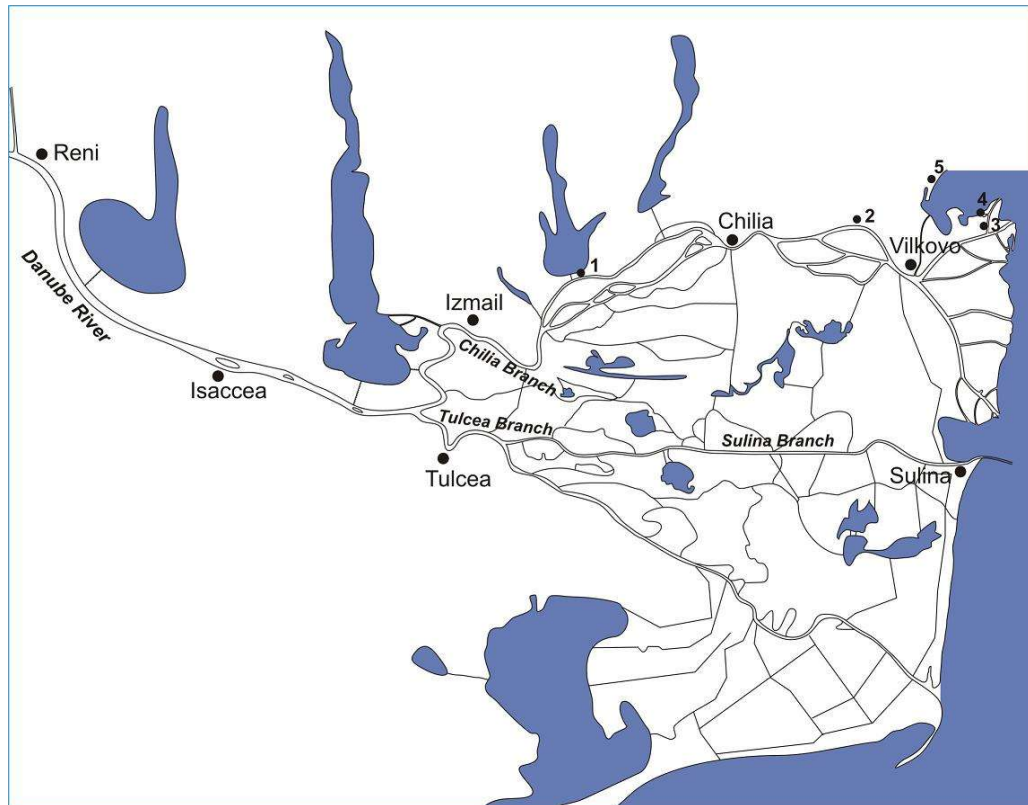 Reni
5
4
2
3
Chilia
Vilkovo
1
Danube River
Izmail
Chilia Branch
Isaccea
Tulcea Branch
Sulina Branch
Tulcea
Sulina